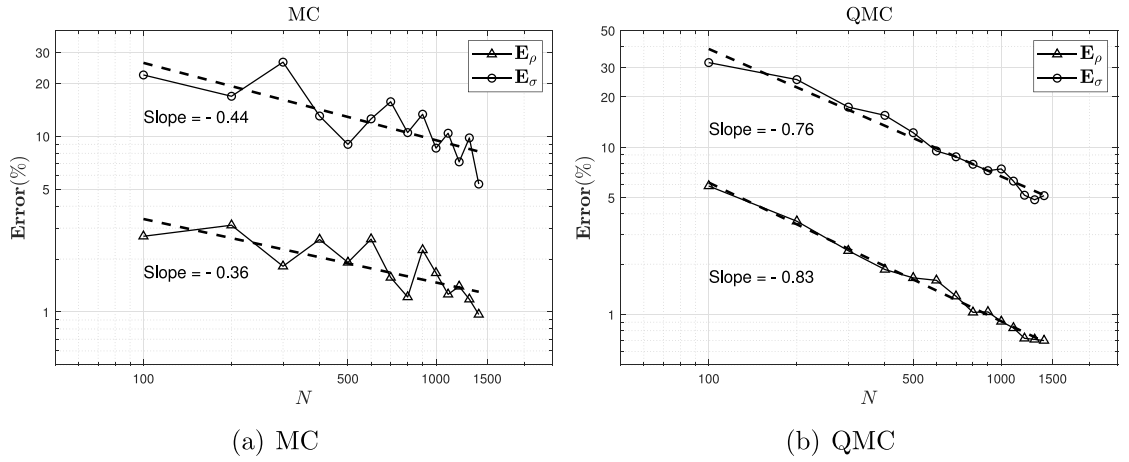 MC
Error(%)
30
20
10
5
1
E_ρ
E_σ
Slope = - 0.44
Slope = - 0.36
100
500
1000
1500
N
(a) MC
QMC
Error(%)
50
30
20
10
5
1
E_ρ
E_σ
Slope = - 0.76
Slope = - 0.83
100
500
1000
1500
N
(b) QMC